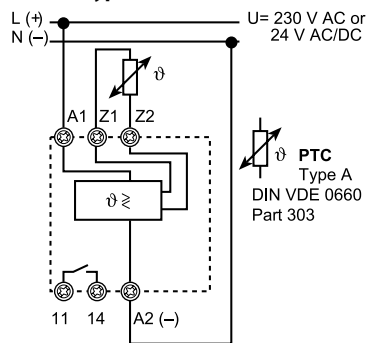 L (+)
U= 230 V AC or
N (–)
24 V AC/DC
ϑ
A1 Z1 Z2
ϑ PTC
Type A
DIN VDE 0660
Part 303
ϑ ≥
11 14 A2 (–)